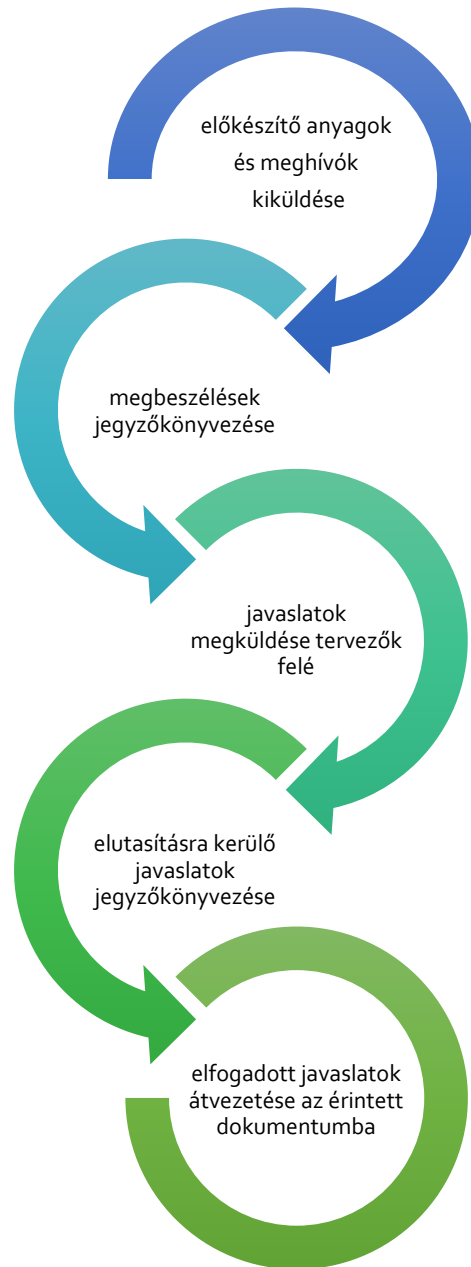 előkészítő anyagok
és meghívók
kiküldése
megbeszélések
jegyzőkönyvezése
javaslatok
megküldése tervezők
felé
elutasításra kerülő
javaslatok
jegyzőkönyvezése
elfogadott javaslatok
átvezetése az érintett
dokumentumba